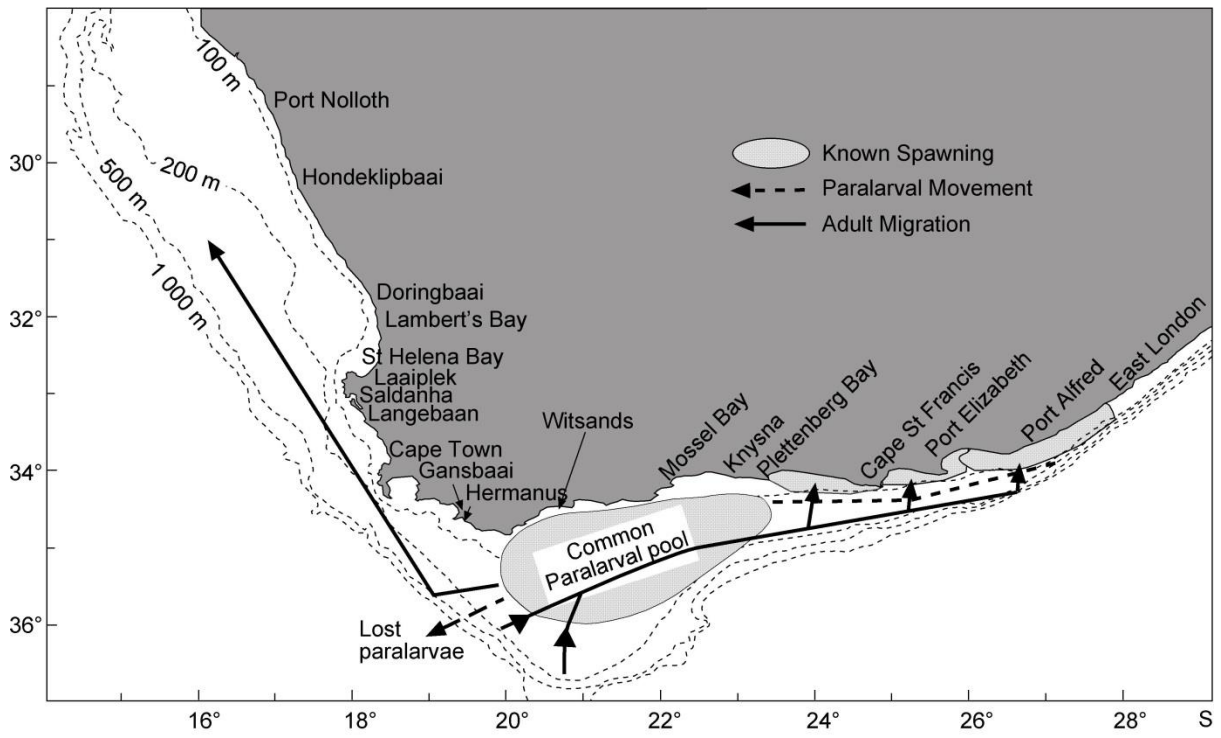 100 m
Port Nolloth
30°
200 m
500 m
Hondeklipbaai
1 000 m
Known Spawning
Paralarval Movement
Adult Migration
32°
Doringbaai
Lambert's Bay
St Helena Bay
Laaiplek
Saldanha
Langebaan
Witsands
Mossel Bay
Knysna
Plettenberg Bay
Cape St Francis
Port Elizabeth
Port Alfred
East London
34°
Cape Town
Gansbaai
Hermanus
Common
Paralarval pool
36°
Lost
paralarvae
16°
18°
20°
22°
24°
26°
28°
S